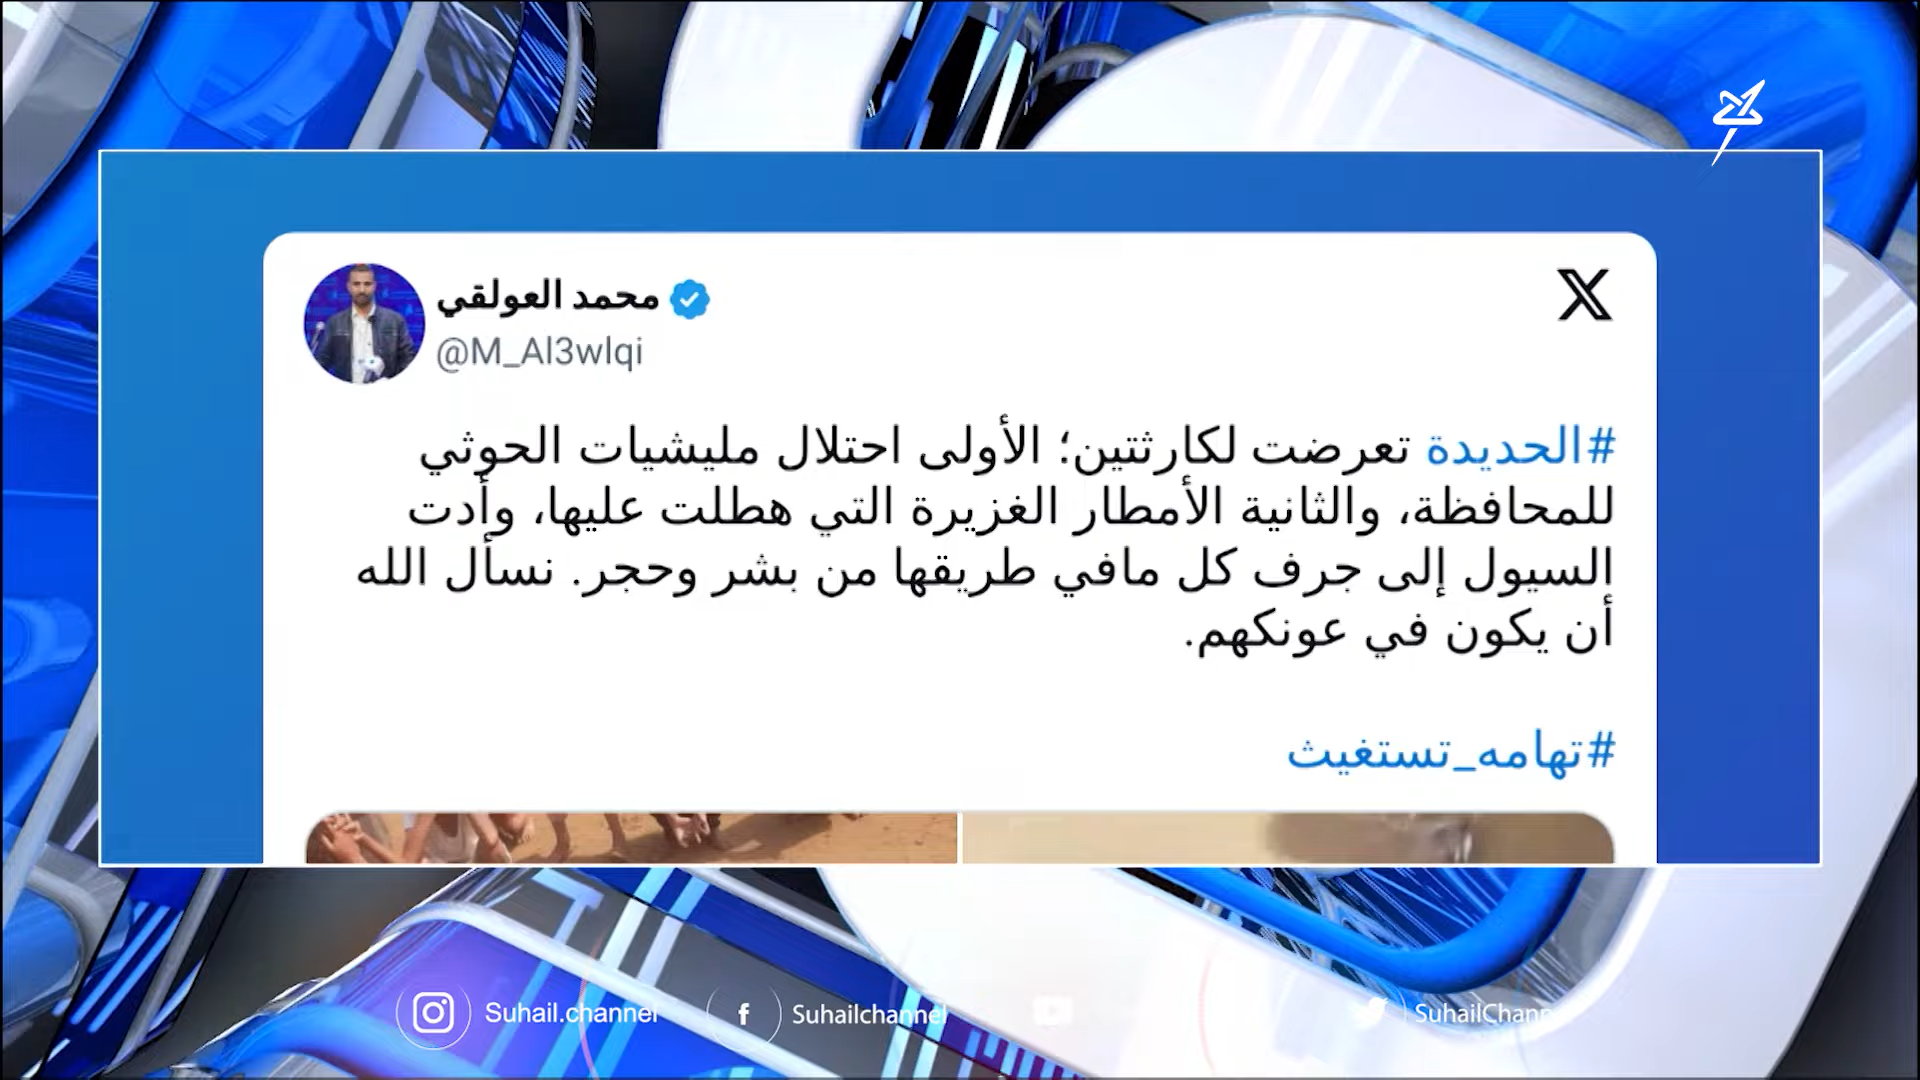 محمد العولقي
@M_Al3wlqi
#الحديدة تعرضت لكارثتين؛ الأولى احتلال مليشيات الحوثي
للمحافظة، والثانية الأمطار الغزيرة التي هطلت عليها، وأدت
السيول إلى جرف كل مافي طريقها من بشر وحجر. نسأل الله
أن يكون في عونكهم.
#تهامه_تستغيث
Suhail.channel
Suhailchannel